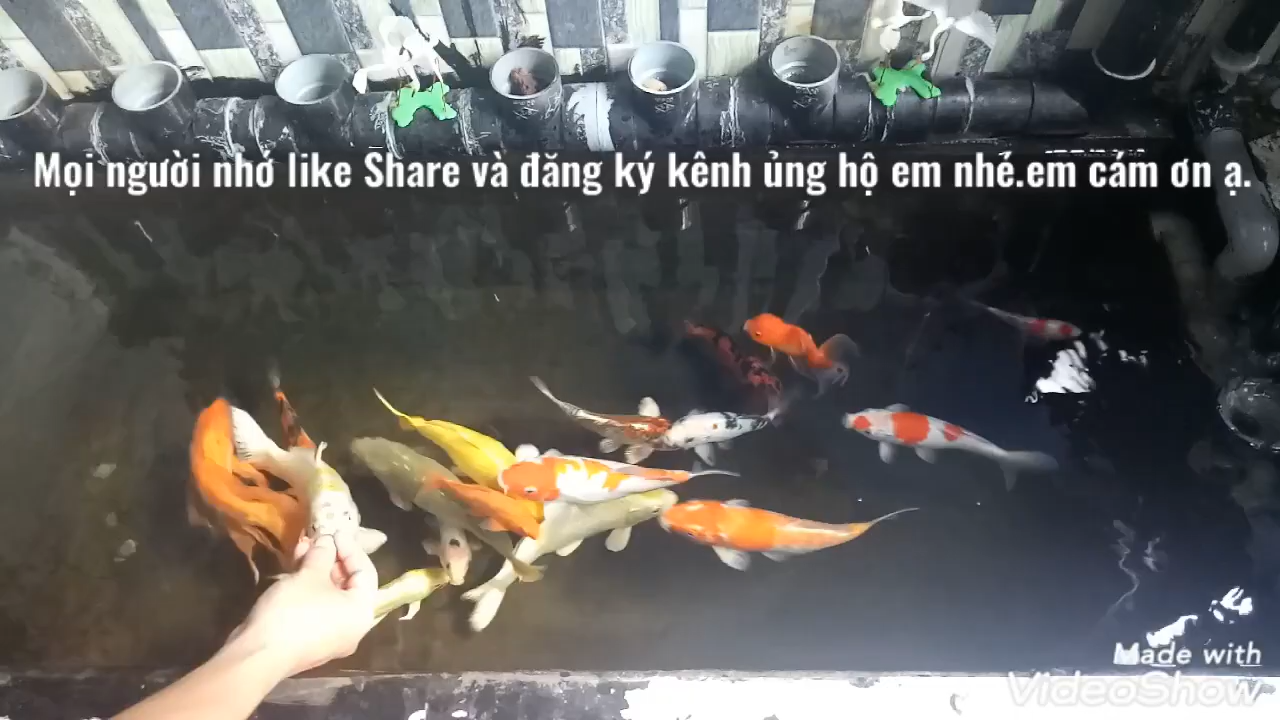 Mọi người nhớ like Share và đăng ký kênh ủng hộ em nhé.em cám ơn ạ.
Made with
VideoShow